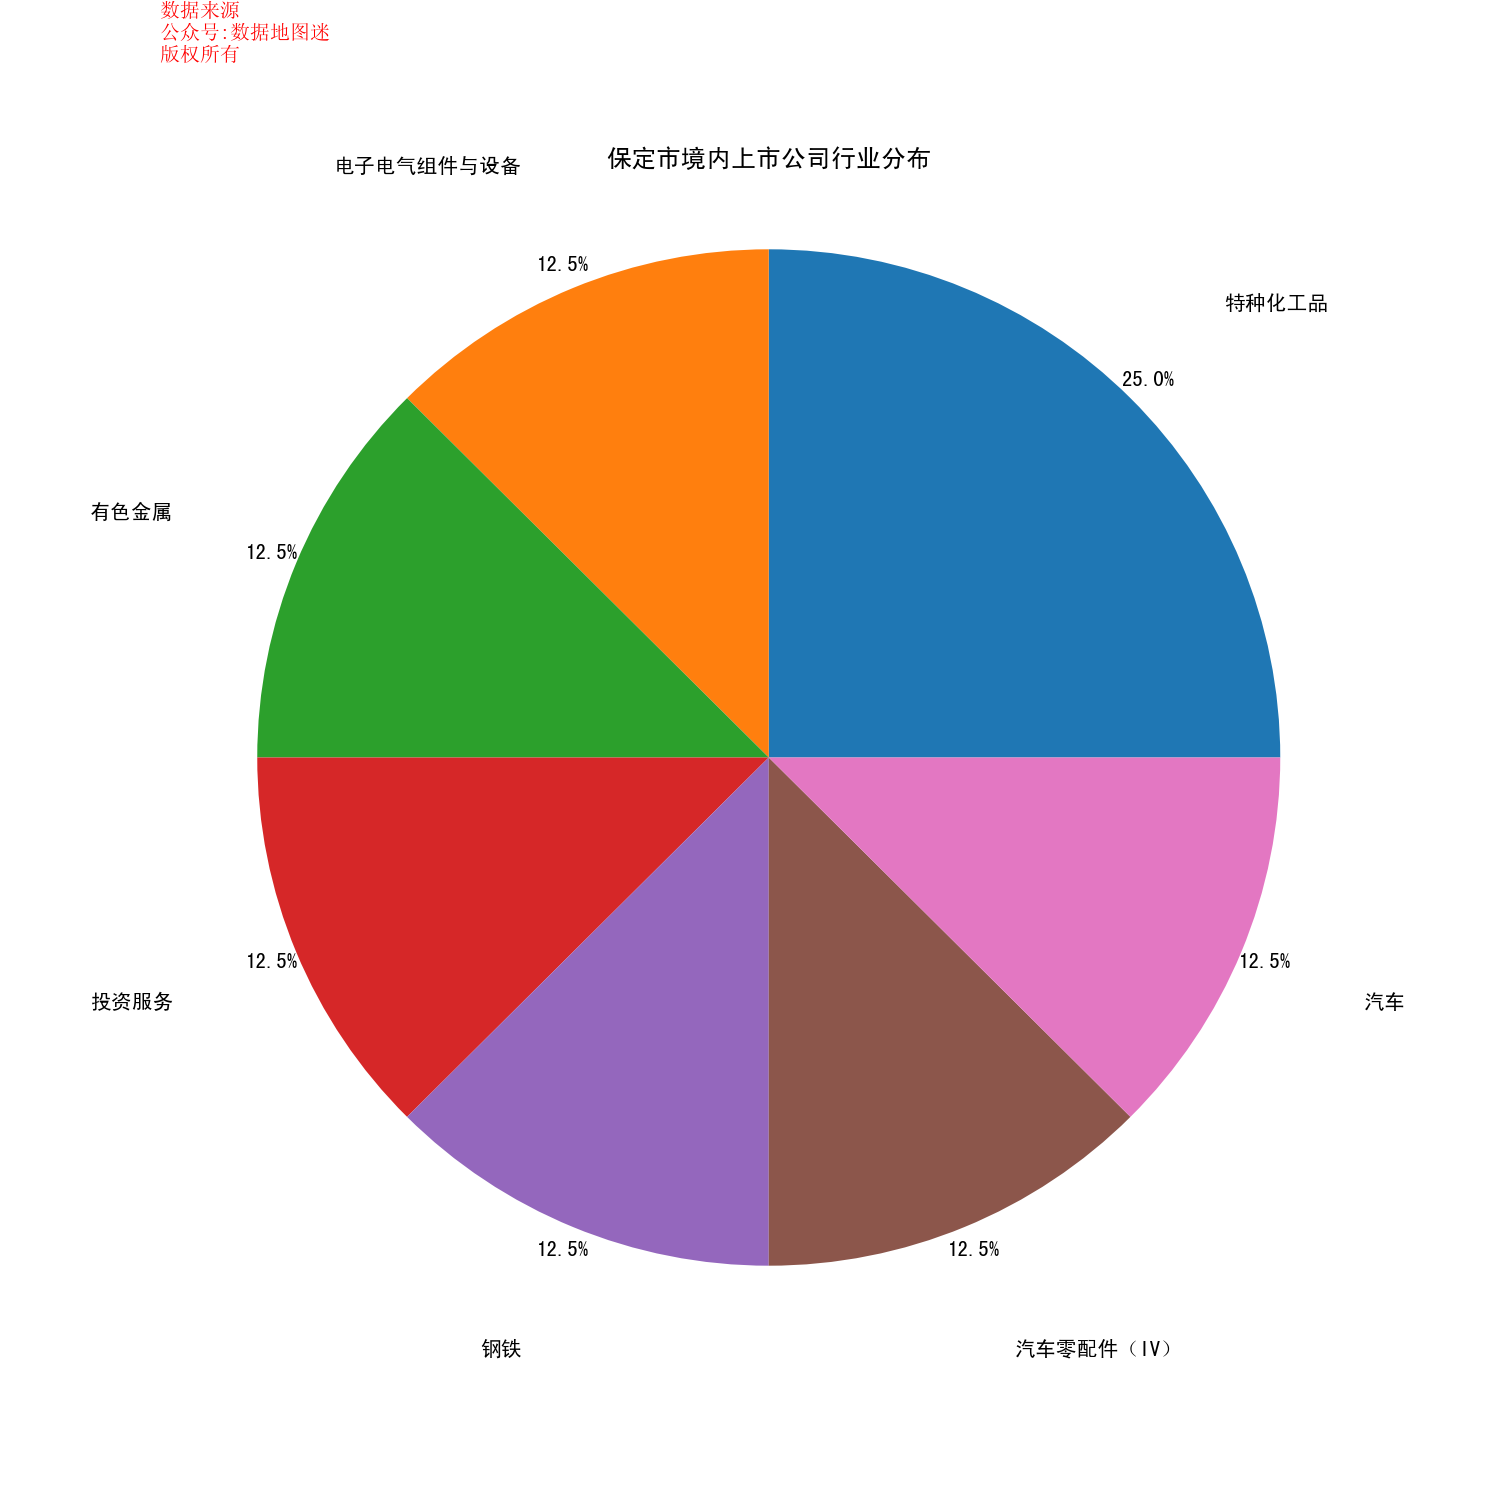 数据来源
公众号:数据地图迷
版权所有
保定市境内上市公司行业分布
电子电气组件与设备
12.5%
特种化工品
25.0%
有色金属
12.5%
投资服务
12.5%
汽车
12.5%
钢铁
12.5%
汽车零配件（IV）
12.5%